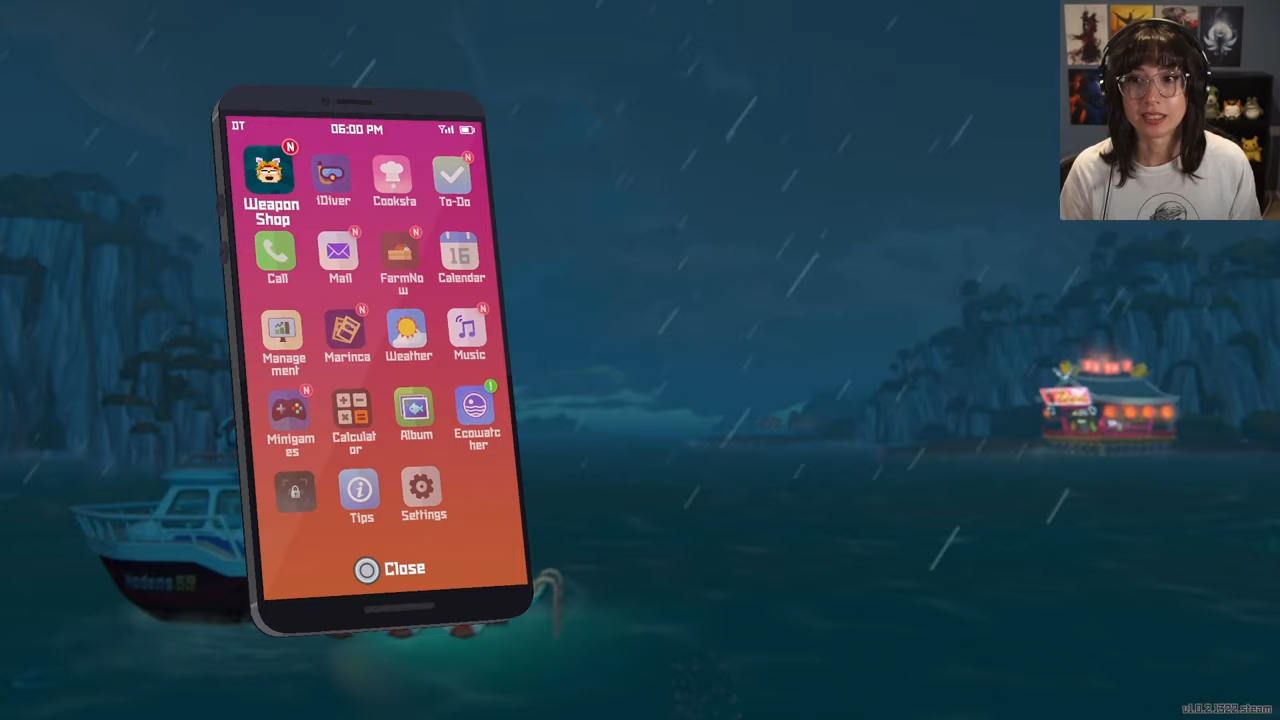 DT 06:00 PM
N N
Weapon Shop iDiver Cooksta To-Do
N N 16
Call Mail FarmNo
w Calendar
N N
Manage
ment Marinca Weather Music
N !
Minigam
es Calculat
or Album Ecowatc
her
Tips Settings
Close
v1.0.2.1322.steam